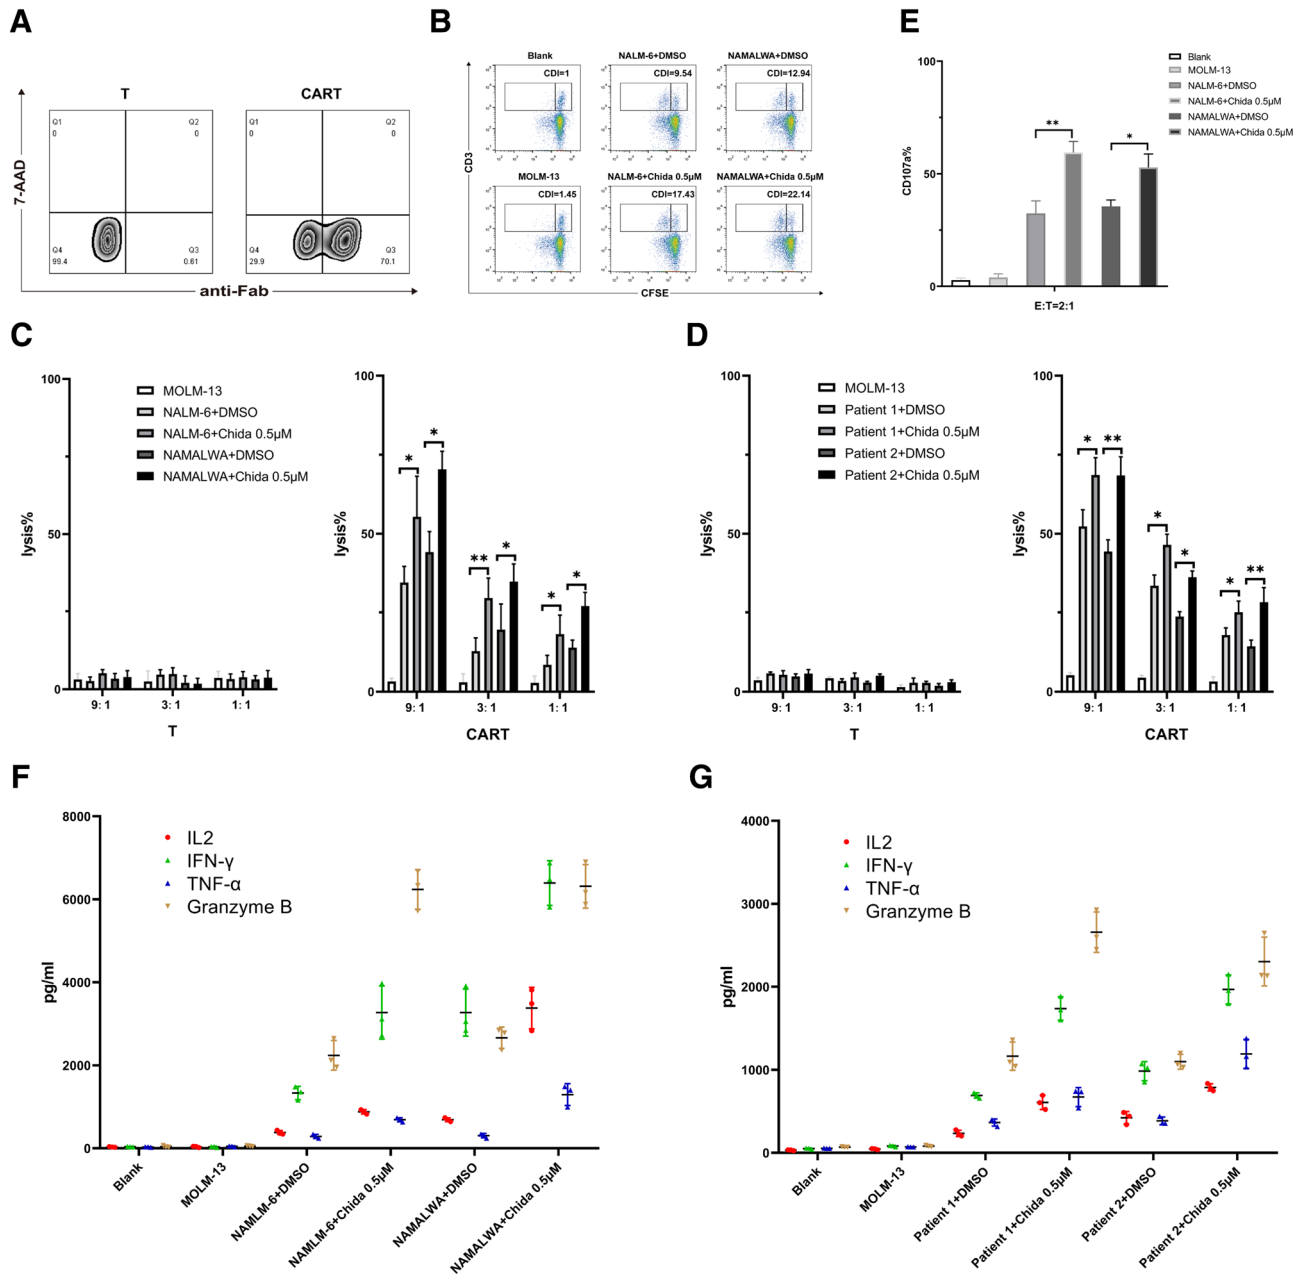 A
T
CART
Q1
0
Q2
0
Q1
0
Q2
0
Q4
99.4
Q3
0.61
Q4
29.9
Q3
70.1
7-AAD
anti-Fab
B
Blank
NALM-6+DMSO
NAMALWA+DMSO
CDI=1
CDI=9.54
CDI=12.94
MOLM-13
NALM-6+Chida 0.5μM
NAMALWA+Chida 0.5μM
CDI=1.45
CDI=17.43
CDI=22.14
CD3
CFSE
E
100
50
0
CD107a%
**
*
E:T=2:1
Blank
MOLM-13
NALM-6+DMSO
NALM-6+Chida 0.5μM
NAMALWA+DMSO
NAMALWA+Chida 0.5μM
C
100
50
0
lysis%
MOLM-13
NALM-6+DMSO
NALM-6+Chida 0.5μM
NAMALWA+DMSO
NAMALWA+Chida 0.5μM
9:1
3:1
1:1
T
100
50
0
lysis%
*
*
**
*
*
*
9:1
3:1
1:1
CART
D
100
50
0
lysis%
MOLM-13
Patient 1+DMSO
Patient 1+Chida 0.5μM
Patient 2+DMSO
Patient 2+Chida 0.5μM
9:1
3:1
1:1
T
100
50
0
lysis%
*
**
*
*
*
**
9:1
3:1
1:1
CART
F
8000
6000
4000
2000
0
pg/ml
IL2
IFN-γ
TNF-α
Granzyme B
Blank
MOLM-13
NAMLM-6+DMSO
NAMLM-6+Chida 0.5μM
NAMALWA+DMSO
NAMALWA+Chida 0.5μM
G
4000
3000
2000
1000
0
pg/ml
IL2
IFN-γ
TNF-α
Granzyme B
Blank
MOLM-13
Patient 1+DMSO
Patient 1+Chida 0.5μM
Patient 2+DMSO
Patient 2+Chida 0.5μM